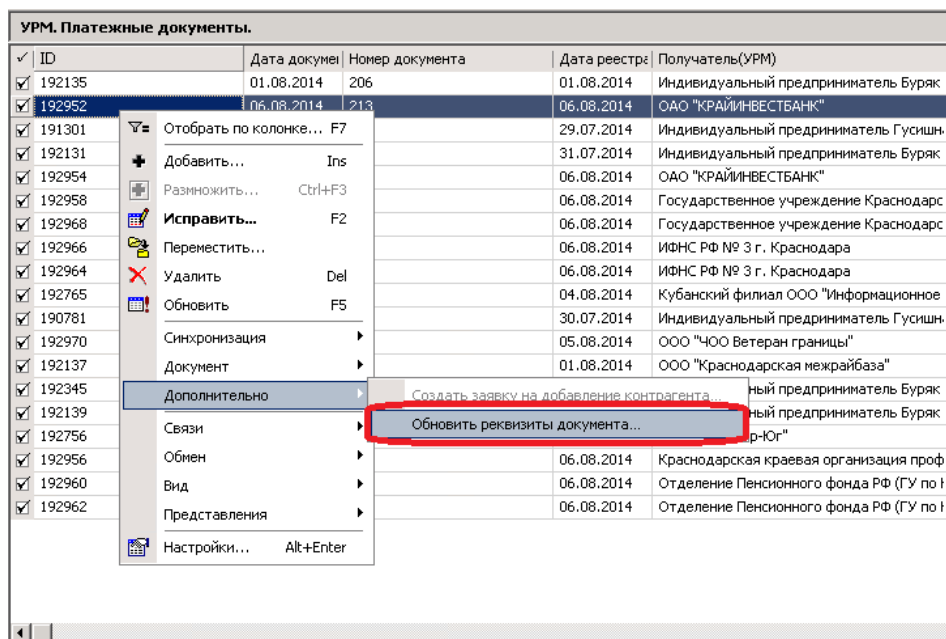 УРМ. Платежные документы.
ID Дата докумеı Номер документа Дата реестра Получатель(УРМ)
192135 01.08.2014 206 01.08.2014 Индивидуальный предприниматель Буряк
192952 06.08.2014 213 06.08.2014 ОАО "КРАЙИНВЕСТБАНК"
191301 29.07.2014 Индивидуальный предприниматель Гусишн
192131 31.07.2014 Индивидуальный предприниматель Буряк
192954 06.08.2014 ОАО "КРАЙИНВЕСТБАНК"
192958 06.08.2014 Государственное учреждение Краснодарс
192968 06.08.2014 Государственное учреждение Краснодарс
192966 06.08.2014 ИФНС РФ № 3 г. Краснодара
192964 06.08.2014 ИФНС РФ № 3 г. Краснодара
192765 04.08.2014 Кубанский филиал ООО "Информационное
190781 30.07.2014 Индивидуальный предприниматель Гусишн
192970 05.08.2014 ООО "ЧОО Ветеран границы"
192137 01.08.2014 ООО "Краснодарская межрайбаза"
192345 ный предприниматель Буряк
192139 ный предприниматель Буряк
192756 р-Юг"
192956 06.08.2014 Краснодарская краевая организация проф
192960 06.08.2014 Отделение Пенсионного фонда РФ (ГУ по
192962 06.08.2014 Отделение Пенсионного фонда РФ (ГУ по
Отобрать по колонке... F7
Добавить... Ins
Размножить... Ctrl+F3
Исправить... F2
Переместить...
Удалить Del
Обновить F5
Синхронизация
Документ
Дополнительно
Связи
Обмен
Вид
Представления
Настройки... Alt+Enter
Создать заявку на добавление контрагента...
Обновить реквизиты документа...